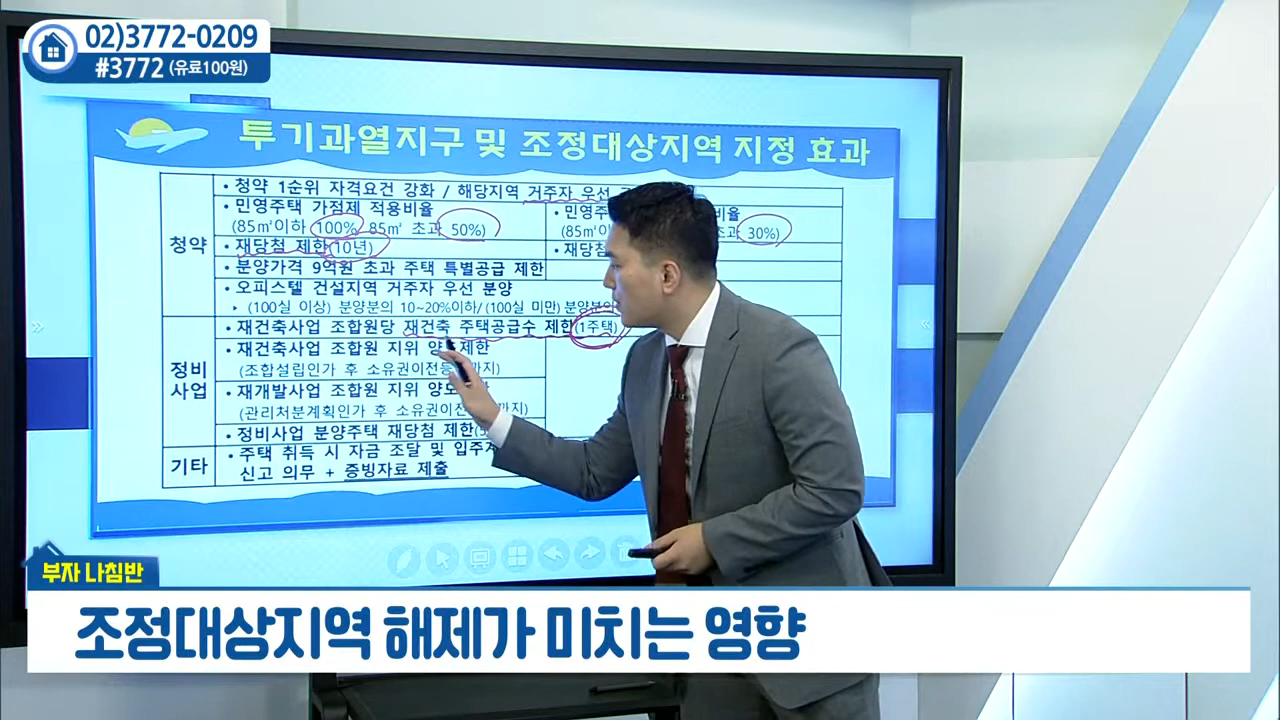 02)3772-0209
#3772 (유료100원)
투기과열지구 및 조정대상지역 지정 효과
청약
• 청약 1순위 자격요건 강화 / 해당지역 거주자 우선
• 민영주택 가점제 적용비율
(85㎡이하 100%, 85㎡ 초과 50%)
• 민영주
비율
(85㎡이
초과 30%)
• 재당첨 제한(10년)
• 재당첨
• 분양가격 9억원 초과 주택 특별공급 제한
• 오피스텔 건설지역 거주자 우선 분양
▸ (100실 이상) 분양분의 10~20%이하/(100실 미만) 분양분의
정비
사업
• 재건축사업 조합원당 재건축 주택공급수 제한(1주택)
• 재건축사업 조합원 지위 양 제한
(조합설립인가 후 소유권이전등 까지)
• 재개발사업 조합원 지위 양도
(관리처분계획인가 후 소유권이전 까지)
• 정비사업 분양주택 재당첨 제한(5
기타
• 주택 취득 시 자금 조달 및 입주
신고 의무 + 증빙자료 제출
부자 나침반
조정대상지역 해제가 미치는 영향